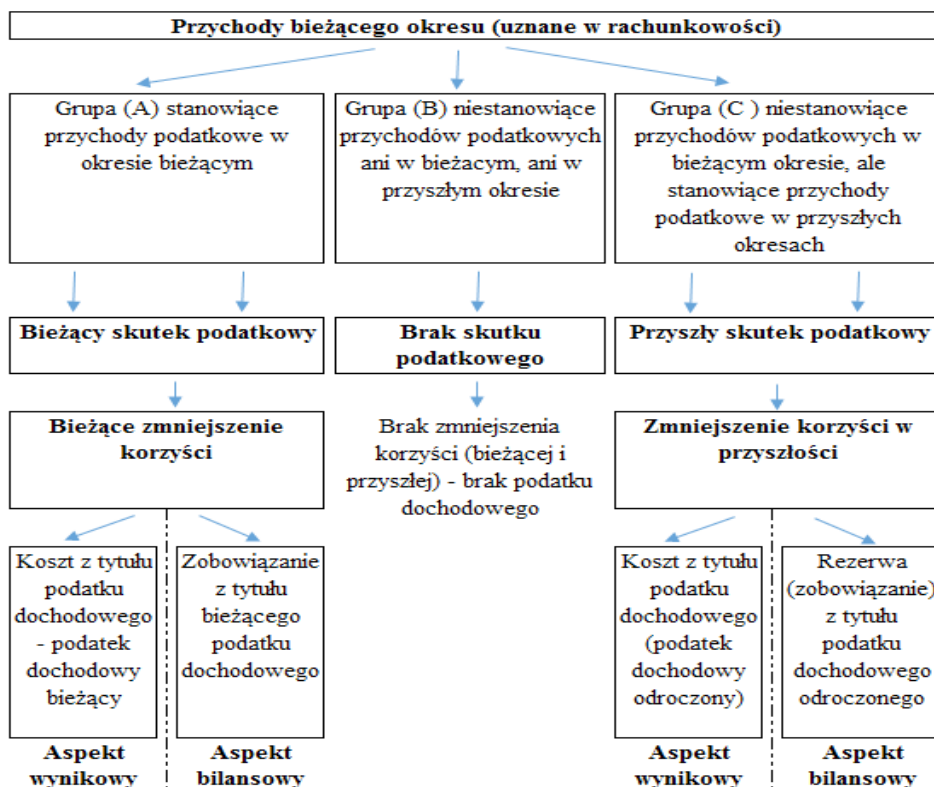 Przychody bieżącego okresu (uznane w rachunkowości)
Grupa (A) stanowiące
przychody podatkowe w
okresie bieżącym
Grupa (B) niestanowiące
przychodów podatkowych
ani w bieżacym, ani w
przyszłym okresie
Grupa (C ) niestanowiące
przychodów podatkowych w
bieżącym okresie, ale
stanowiące przychody
podatkowe w przyszłych
okresach
Bieżący skutek podatkowy
Brak skutku
podatkowego
Przyszły skutek podatkowy
Bieżące zmniejszenie
korzyści
Brak zmniejszenia
korzyści (bieżącej i
przyszłej) - brak podatku
dochodowego
Zmniejszenie korzyści w
przyszłości
Koszt z tytułu
podatku
dochodowego
- podatek
dochodowy
bieżący
Zobowiązanie
z tytułu
bieżącego
podatku
dochodowego
Koszt z tytułu
podatku
dochodowego
(podatek
dochodowy
odroczony)
Rezerwa
(zobowiązanie)
z tytułu
podatku
dochodowego
odroczonego
Aspekt
wynikowy
Aspekt
bilansowy
Aspekt
wynikowy
Aspekt
bilansowy